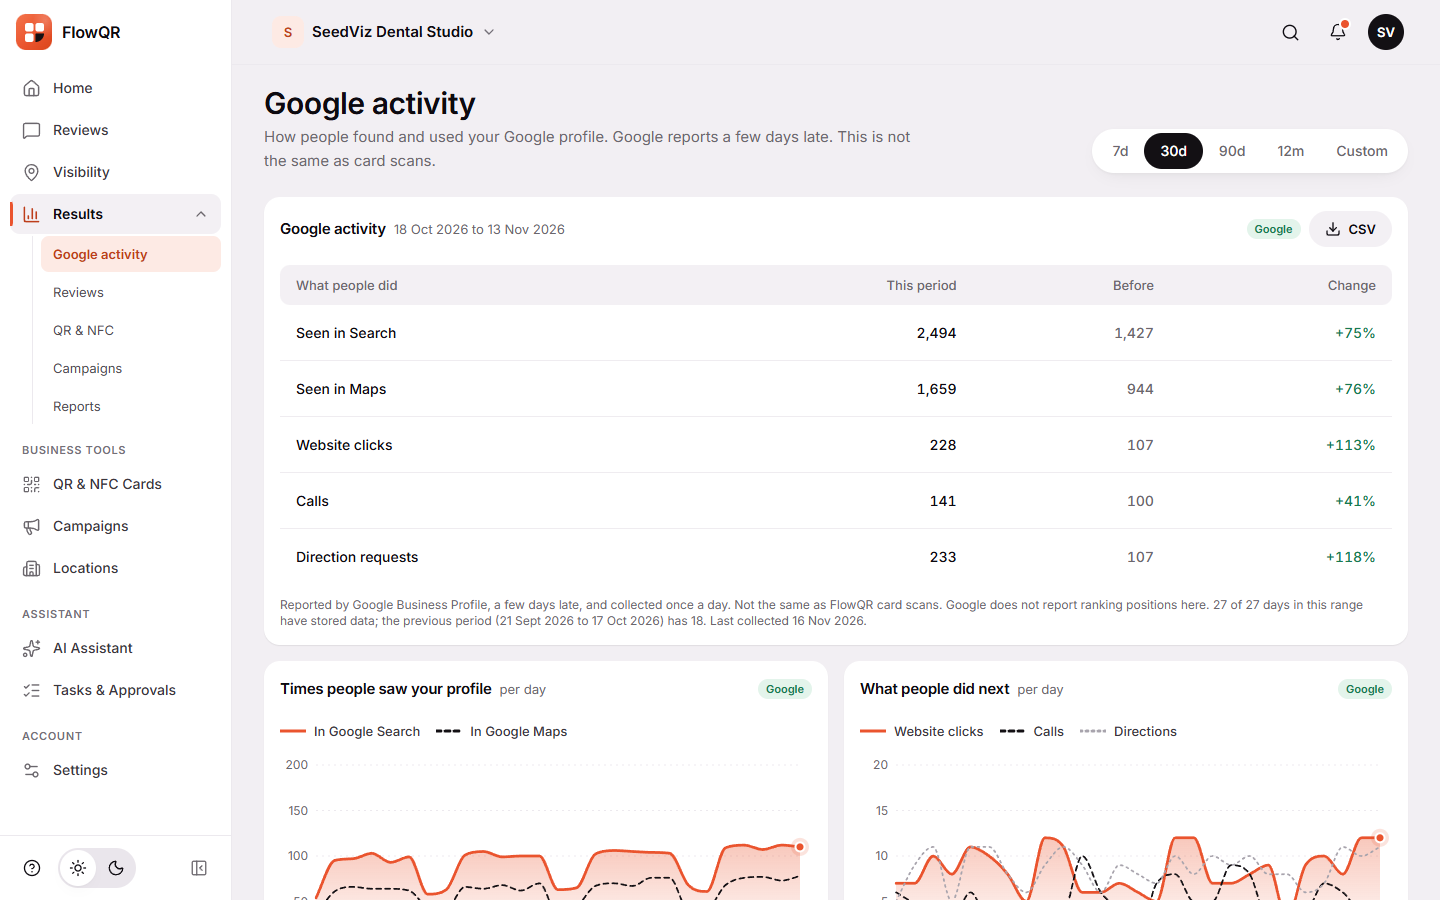 FlowQR
Home
Reviews
Visibility
Results
Google activity
Reviews
QR & NFC
Campaigns
Reports
BUSINESS TOOLS
QR & NFC Cards
Campaigns
Locations
ASSISTANT
AI Assistant
Tasks & Approvals
ACCOUNT
Settings
S SeedViz Dental Studio
SV
Google activity
How people found and used your Google profile. Google reports a few days late. This is not
the same as card scans.
7d 30d 90d 12m Custom
Google activity 18 Oct 2026 to 13 Nov 2026 Google CSV
What people did This period Before Change
Seen in Search 2,494 1,427 +75%
Seen in Maps 1,659 944 +76%
Website clicks 228 107 +113%
Calls 141 100 +41%
Direction requests 233 107 +118%
Reported by Google Business Profile, a few days late, and collected once a day. Not the same as FlowQR card scans. Google does not report ranking positions here. 27 of 27 days in this range
have stored data; the previous period (21 Sept 2026 to 17 Oct 2026) has 18. Last collected 16 Nov 2026.
Times people saw your profile per day Google
In Google Search In Google Maps
200
150
100
50
What people did next per day Google
Website clicks Calls Directions
20
15
10
5